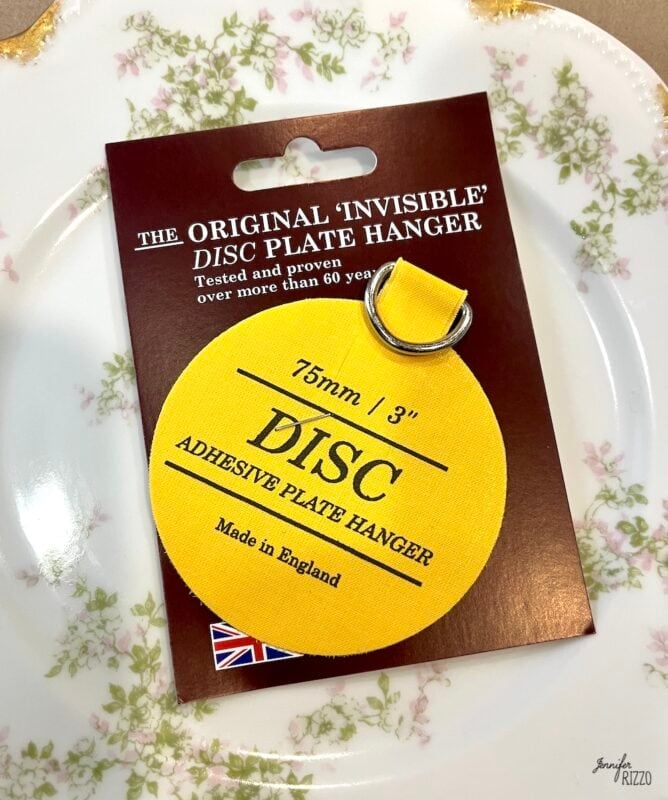 THE ORIGINAL ‘INVISIBLE’
DISC PLATE HANGER
Tested and proven
over more than 60
75mm / 3"
DISC
ADHESIVE PLATE HANGER
Made in England
Jennifer
RIZZO